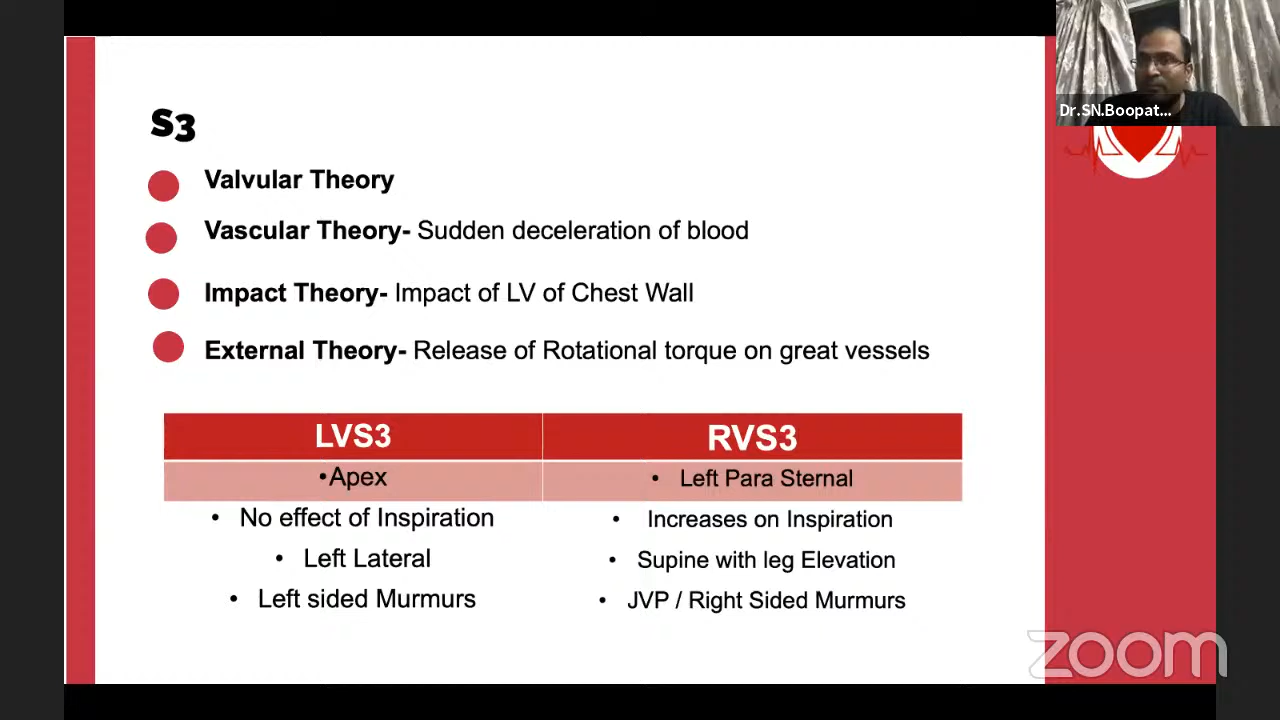 Dr.SN.Boopat...
S3
Valvular Theory
Vascular Theory- Sudden deceleration of blood
Impact Theory- Impact of LV of Chest Wall
External Theory- Release of Rotational torque on great vessels
LVS3 RVS3
•Apex • Left Para Sternal
• No effect of Inspiration • Increases on Inspiration
• Left Lateral • Supine with leg Elevation
• Left sided Murmurs • JVP / Right Sided Murmurs
zoom